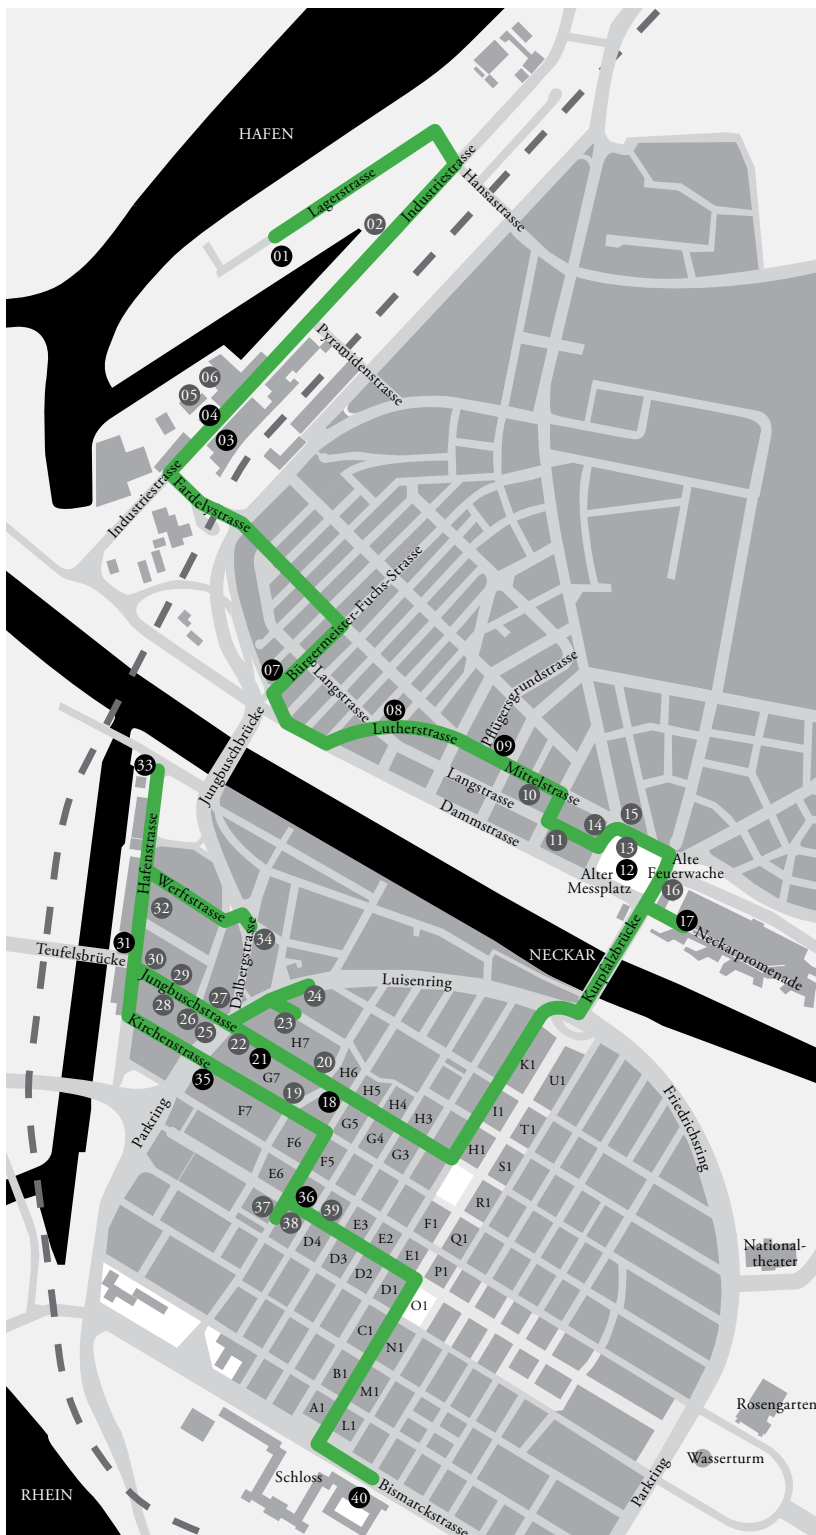 HAFEN
Lagerstrasse
Industriestrasse
Hansastrasse
02
01
Pyramidenstrasse
06
05
04
03
Industriestrasse
Fardelystrasse
Bürgermeister-Fuchs-Strasse
07
Langstrasse
08
Lutherstrasse
Pflügersgrundstrasse
09
Jungbuschbrücke
Mittelstrasse
Langstrasse
10
Dammstrasse
11
14
15
13
12
Alter
Messplatz
Alte
Feuerwache
16
17
Neckarpromenade
33
Hafenstrasse
Werftstrasse
32
31
Teufelsbrücke
Dalbergstrasse
34
NECKAR
Kurpfalzbrücke
30
29
Jungbuschstrasse
27
Luisenring
24
23
28
26
25
22
21
Kirchenstrasse
35
H7
20
H6
G7
19
18
H5
H4
H3
G5
G4
G3
K1
U1
I1
T1
H1
S1
R1
Friedrichsring
Parkring
F7
F6
F5
E6
36
37
38
39
E3
E2
E1
F1
Q1
P1
D4
D3
D2
D1
O1
National-
theater
C1
N1
B1
M1
A1
L1
Rosengarten
Wasserturm
Parkring
Schloss
40
Bismarckstrasse
RHEIN